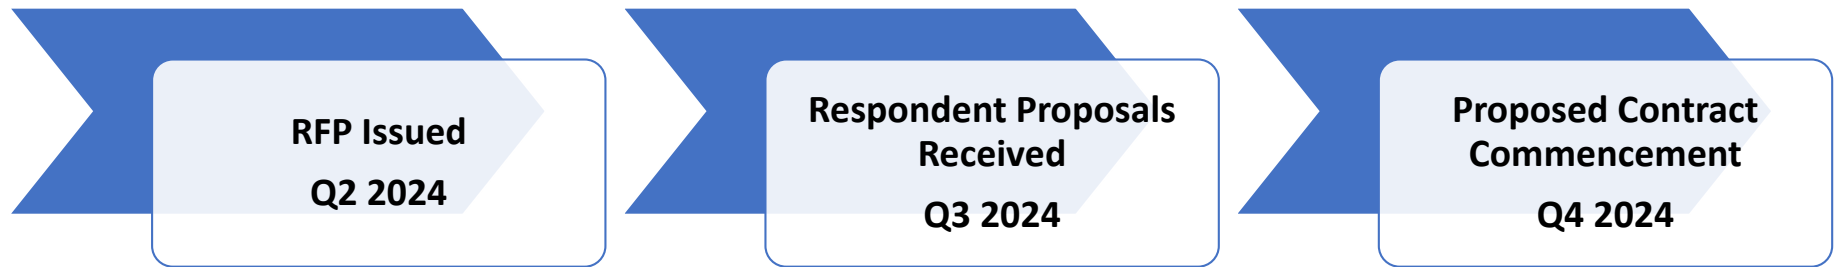 RFP Issued
Q2 2024
Respondent Proposals
Received
Q3 2024
Proposed Contract
Commencement
Q4 2024